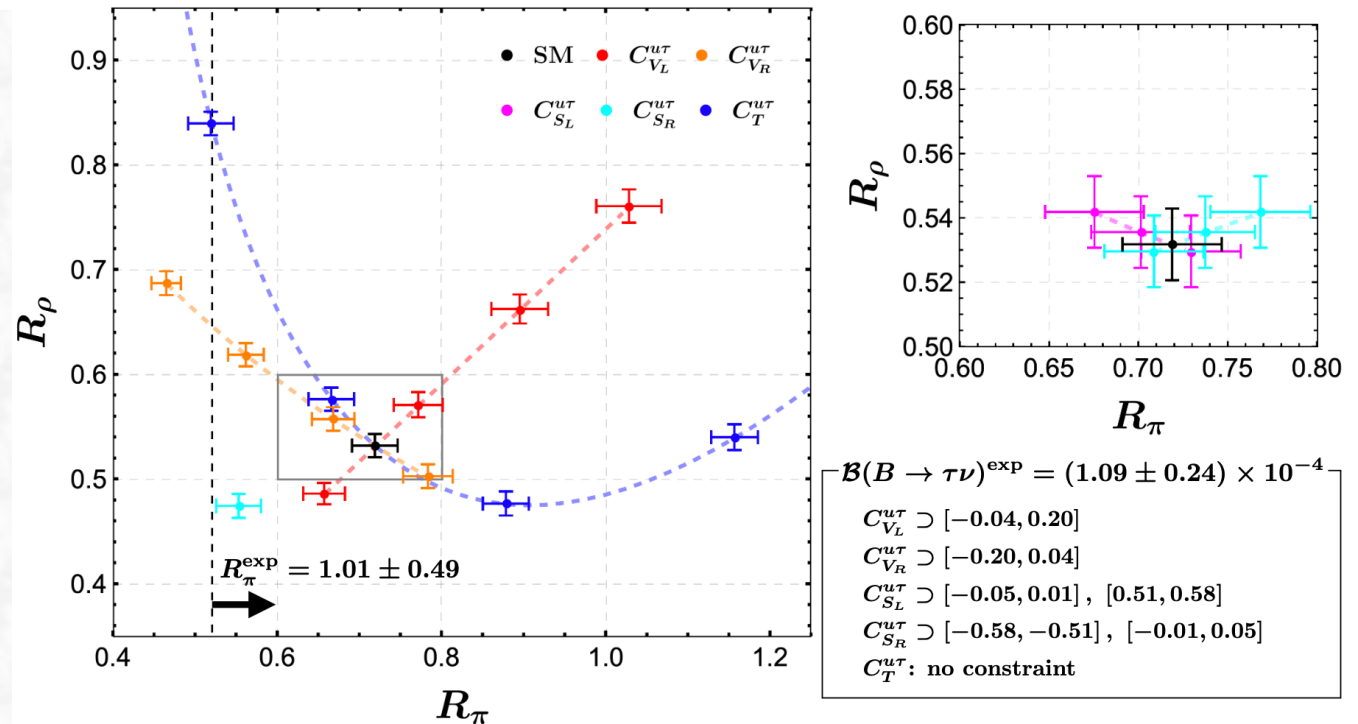 R_ρ
0.9
0.8
0.7
0.6
0.5
0.4
0.4 0.6 0.8 1.0 1.2
R_π
SM C_{V_L}^{uτ} C_{V_R}^{uτ}
C_{S_L}^{uτ} C_{S_R}^{uτ} C_T^{uτ}
R_π^{exp} = 1.01 ± 0.49
R_ρ
0.60
0.58
0.56
0.54
0.52
0.50
0.60 0.65 0.70 0.75 0.80
R_π
B(B → τν)^{exp} = (1.09 ± 0.24) × 10^{-4}
C_{V_L}^{uτ} ⊃ [−0.04, 0.20]
C_{V_R}^{uτ} ⊃ [−0.20, 0.04]
C_{S_L}^{uτ} ⊃ [−0.05, 0.01] , [0.51, 0.58]
C_{S_R}^{uτ} ⊃ [−0.58, −0.51] , [−0.01, 0.05]
C_T^{uτ}: no constraint